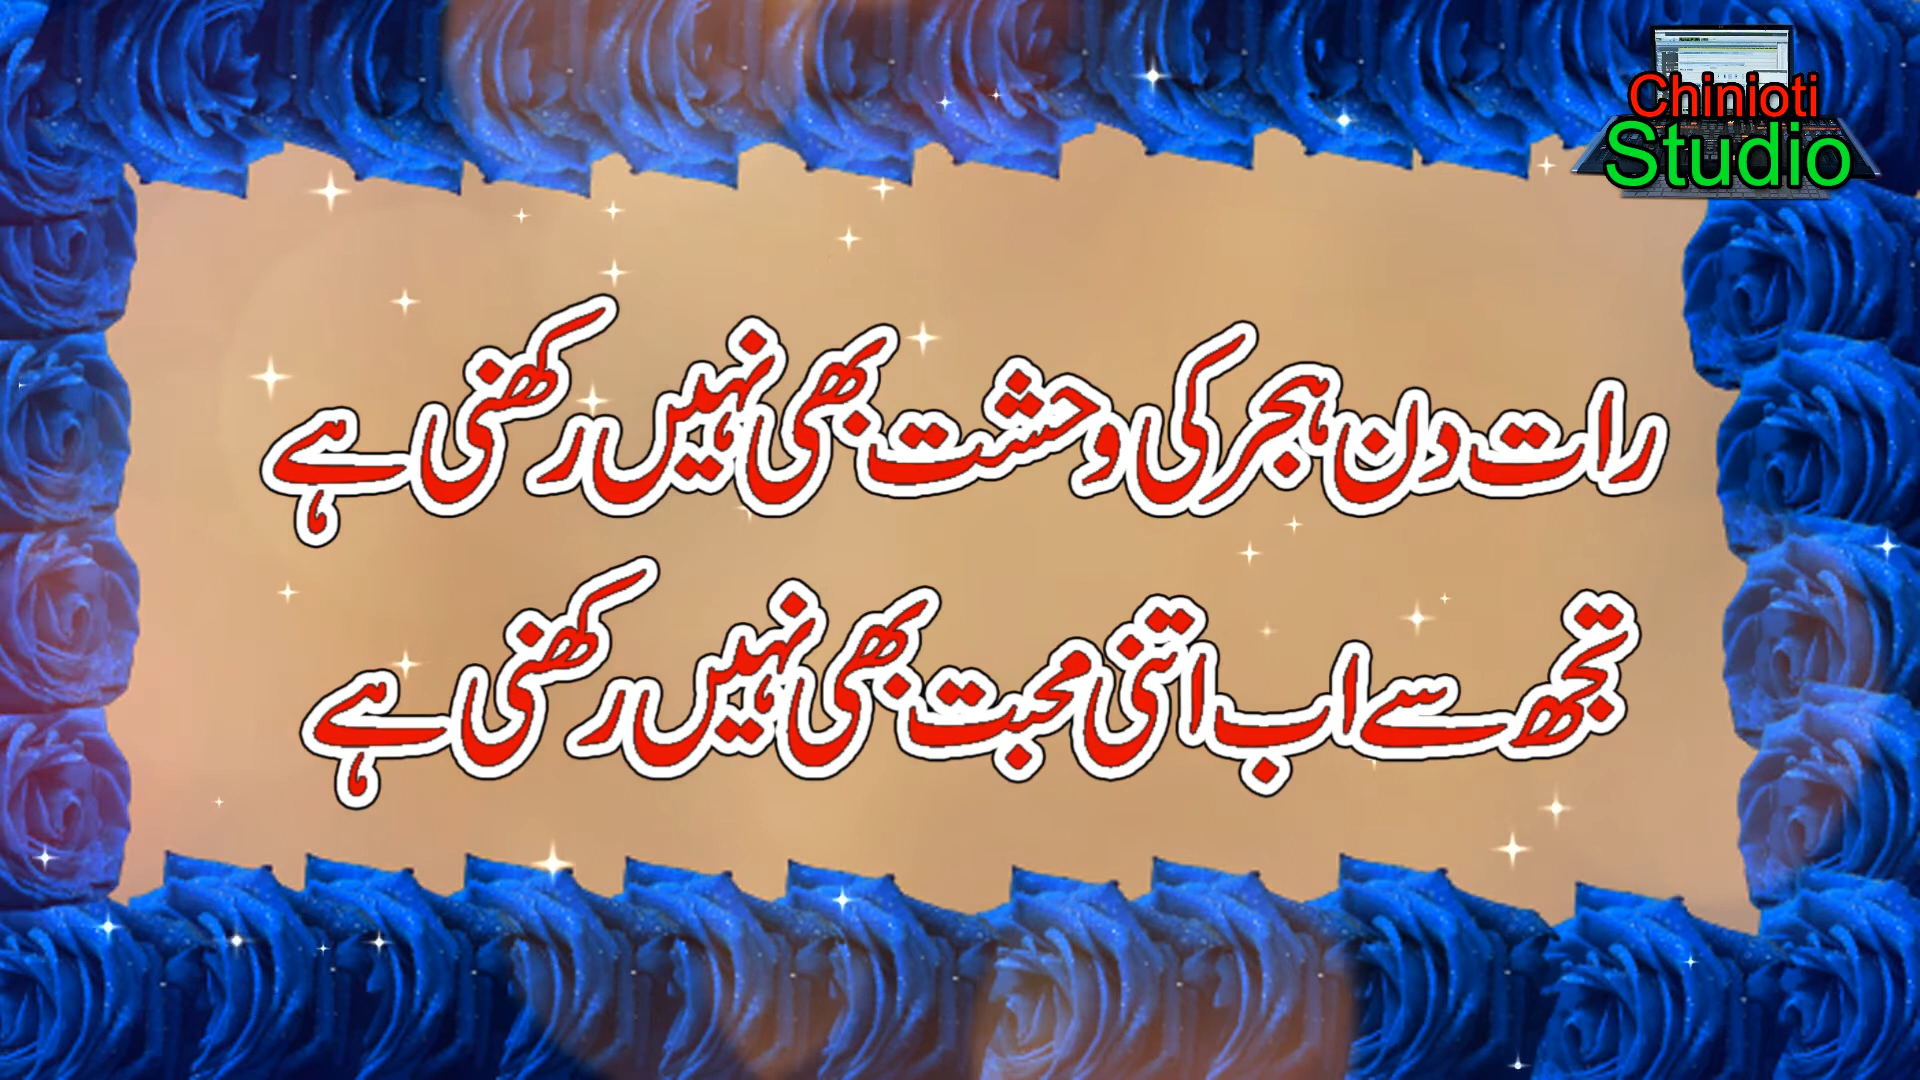 Chinioti
Studio
رات دن ہجر کی وحشت بھی نہیں رکھنی ہے
تجھ سے اب اتنی محبت بھی نہیں رکھنی ہے